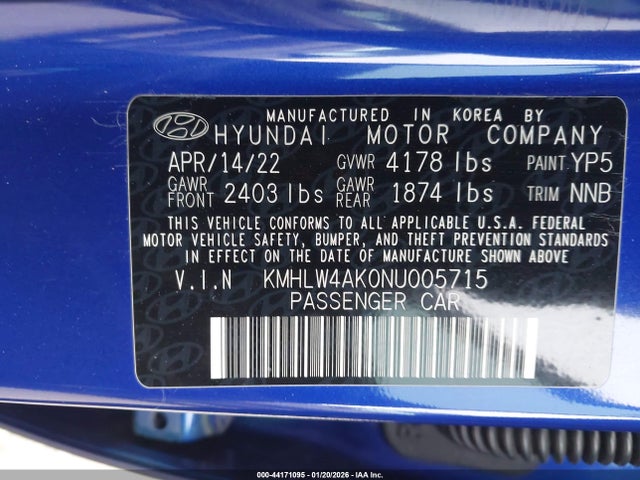 MANUFACTURED IN KOREA BY
HYUNDAI MOTOR COMPANY
APR/14/22 GVWR 4178 lbs PAINT YP5
GAWR FRONT 2403 lbs GAWR REAR 1874 lbs TRIM NNB
THIS VEHICLE CONFORMS TO ALL APPLICABLE U.S.A. FEDERAL
MOTOR VEHICLE SAFETY, BUMPER, AND THEFT PREVENTION STANDARDS
IN EFFECT ON THE DATE OF MANUFACTURE SHOWN ABOVE
V.I.N KMHLW4AK0NU005715
PASSENGER CAR
000-44171095 - 01/20/2026 - IAA Inc.